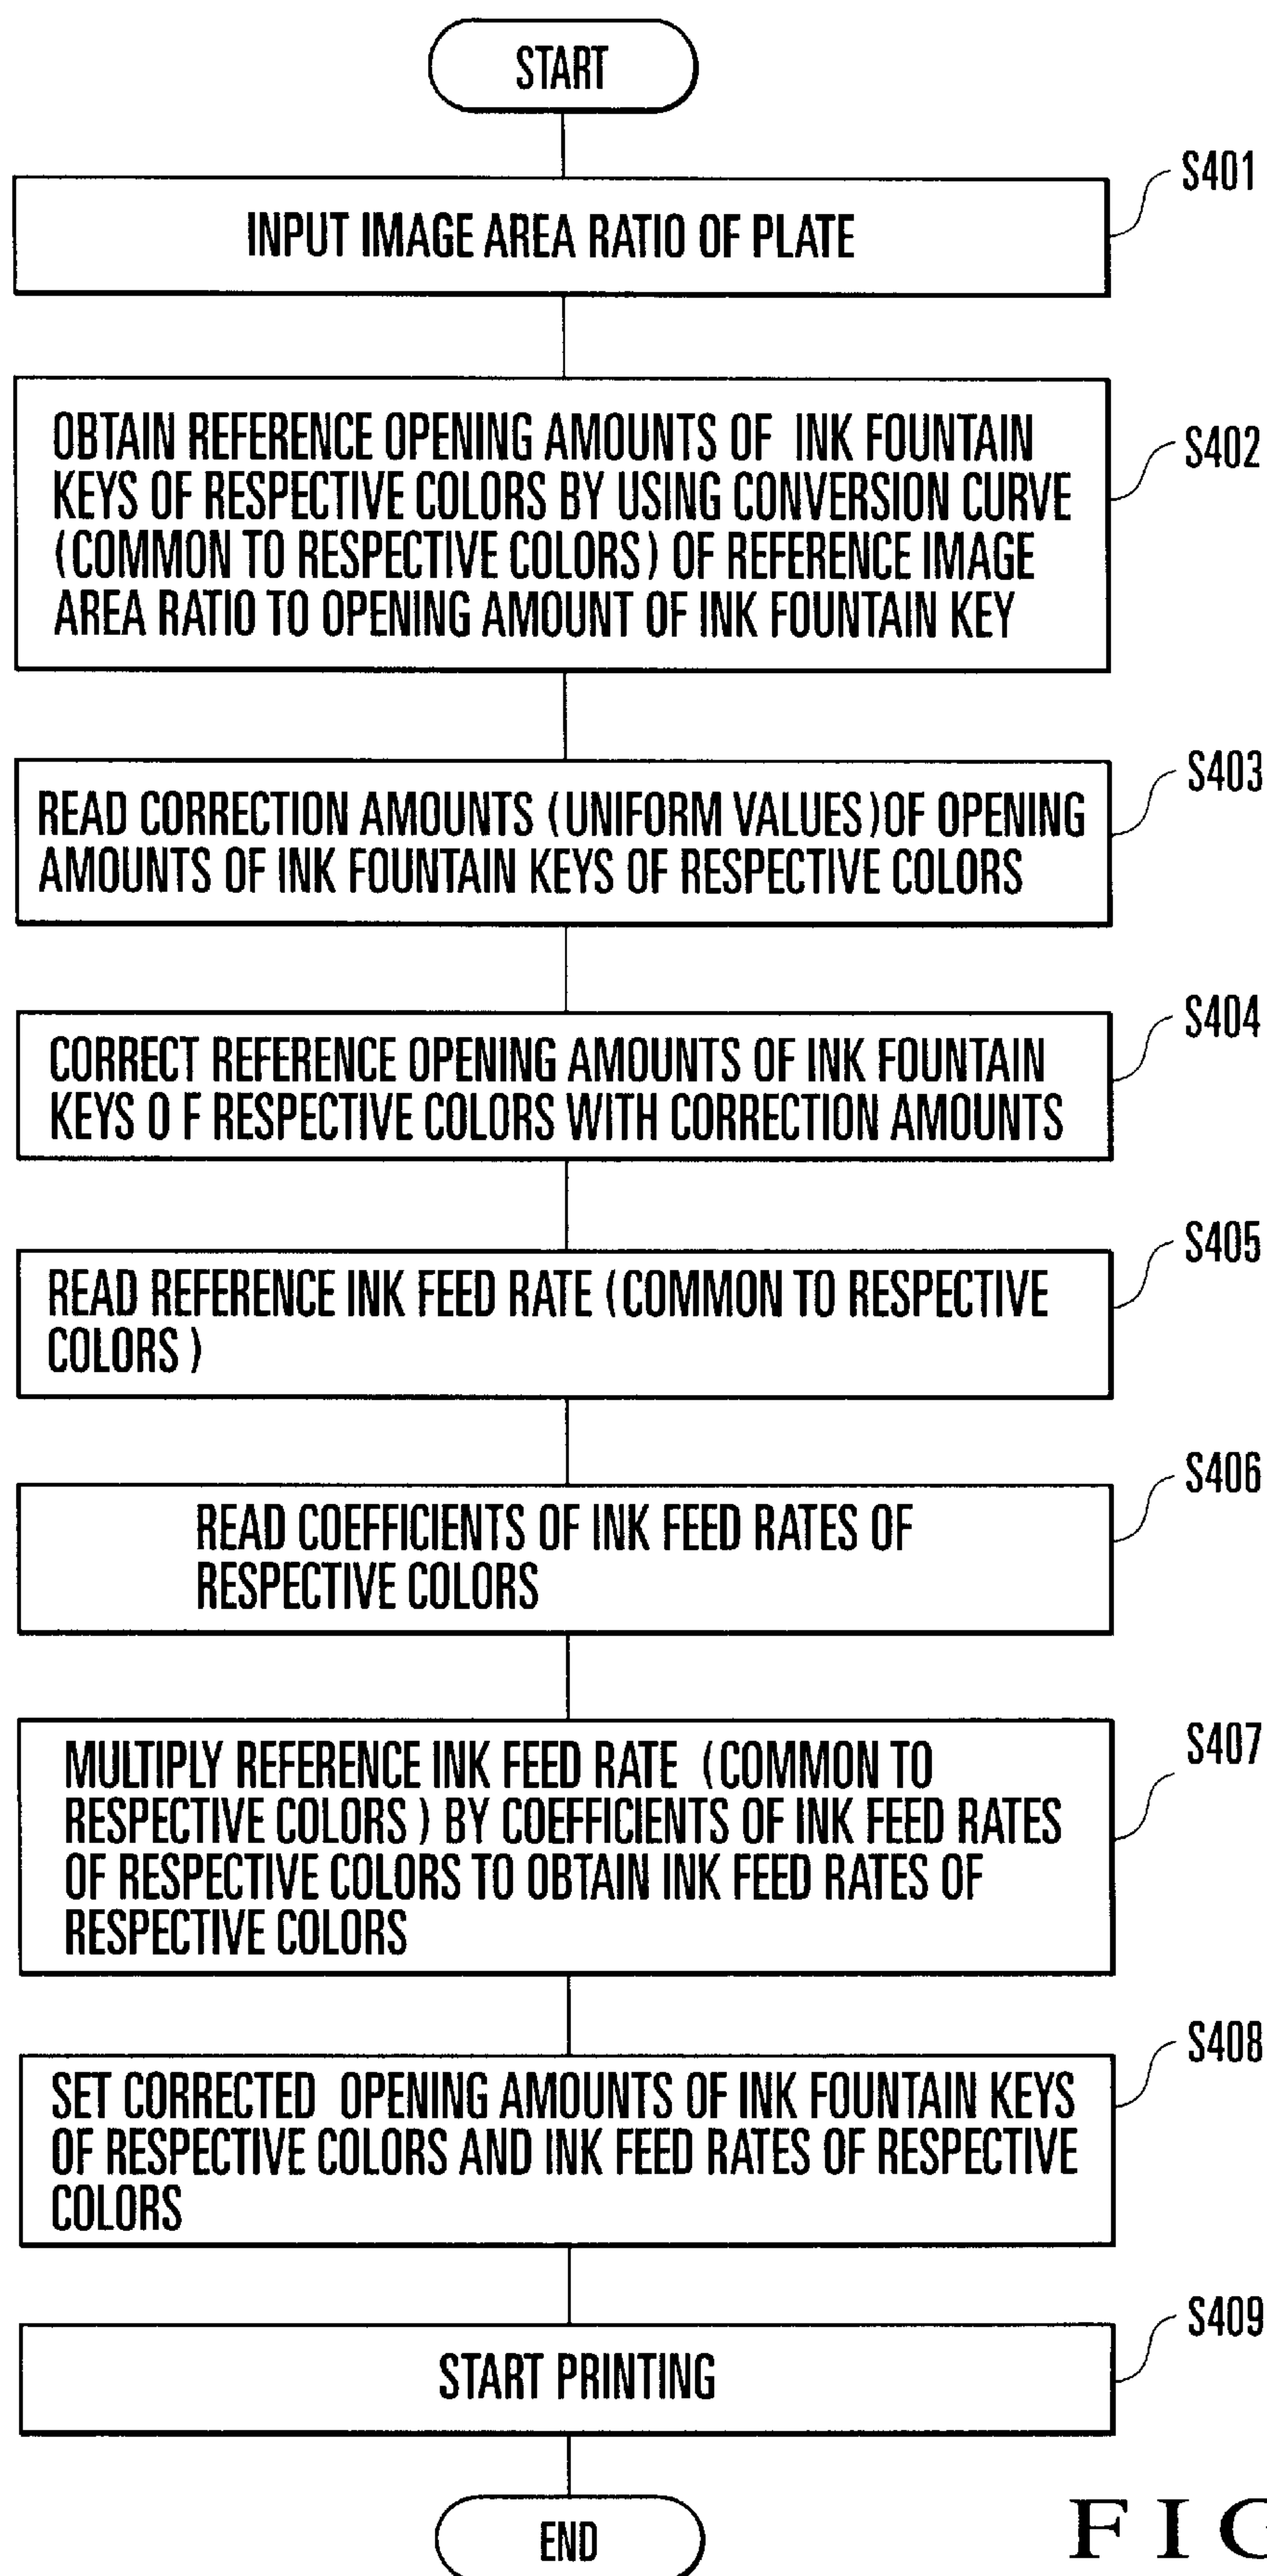 START
S401
INPUT IMAGE AREA RATIO OF PLATE
S402
OBTAIN REFERENCE OPENING AMOUNTS OF INK FOUNTAIN
KEYS OF RESPECTIVE COLORS BY USING CONVERSION CURVE
(COMMON TO RESPECTIVE COLORS) OF REFERENCE IMAGE
AREA RATIO TO OPENING AMOUNT OF INK FOUNTAIN KEY
S403
READ CORRECTION AMOUNTS (UNIFORM VALUES)OF OPENING
AMOUNTS OF INK FOUNTAIN KEYS OF RESPECTIVE COLORS
S404
CORRECT REFERENCE OPENING AMOUNTS OF INK FOUNTAIN
KEYS O F RESPECTIVE COLORS WITH CORRECTION AMOUNTS
S405
READ REFERENCE INK FEED RATE (COMMON TO RESPECTIVE
COLORS )
S406
READ COEFFICIENTS OF INK FEED RATES OF
RESPECTIVE COLORS
S407
MULTIPLY REFERENCE INK FEED RATE (COMMON TO
RESPECTIVE COLORS ) BY COEFFICIENTS OF INK FEED RATES
OF RESPECTIVE COLORS TO OBTAIN INK FEED RATES OF
RESPECTIVE COLORS
S408
SET CORRECTED OPENING AMOUNTS OF INK FOUNTAIN KEYS
OF RESPECTIVE COLORS AND INK FEED RATES OF RESPECTIVE
COLORS
S409
START PRINTING
END
FIG